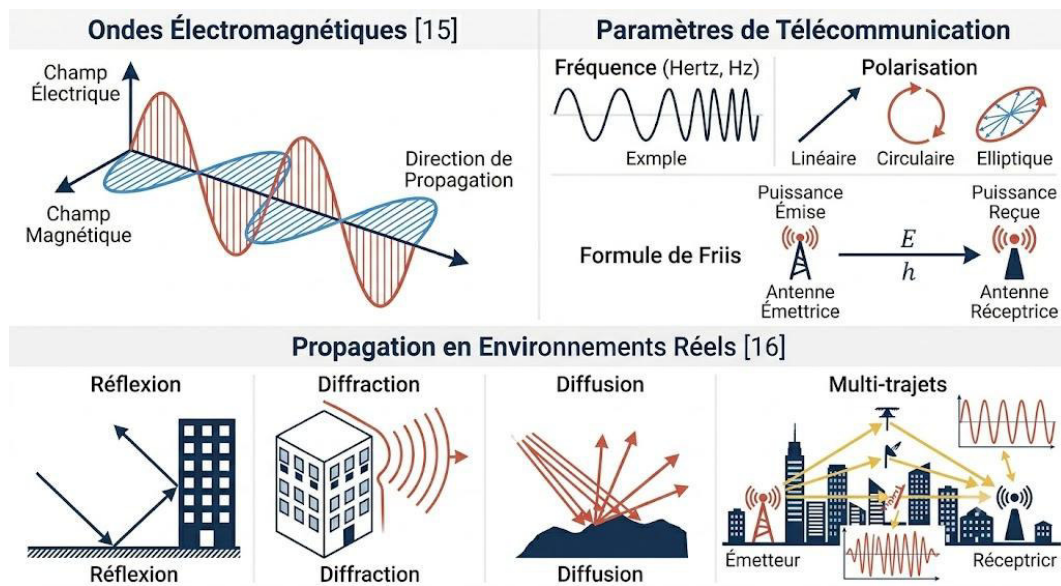 Ondes Électromagnétiques [15]
Champ
Électrique
Champ
Magnétique
Direction de
Propagation
Paramètres de Télécommunication
Fréquence (Hertz, Hz)
Exmple
Polarisation
Linéaire
Circulaire
Elliptique
Formule de Friis
Puissance
Émise
Antenne
Émettrice
E
h
Puissance
Reçue
Antenne
Réceptrice
Propagation en Environnements Réels [16]
Réflexion
Réflexion
Diffraction
Diffraction
Diffusion
Diffusion
Multi-trajets
Émetteur
Réceptricr